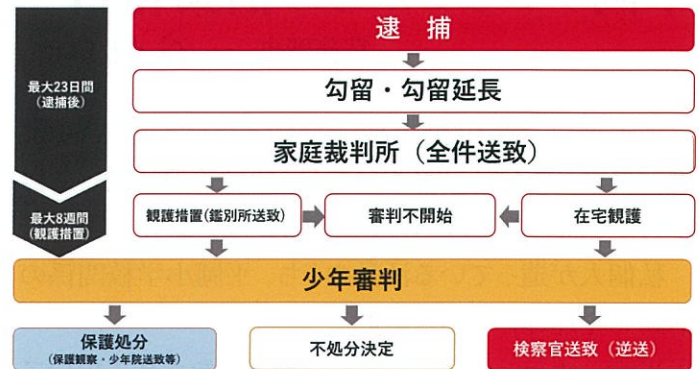 逮 捕
最大23日間
(逮捕後)
勾留・勾留延長
家庭裁判所(全件送致)
最大8週間
(観護措置)
観護措置(鑑別所送致)
審判不開始
在宅観護
少年審判
保護処分
(保護観察・少年院送致等)
不処分決定
検察官送致(逆送)